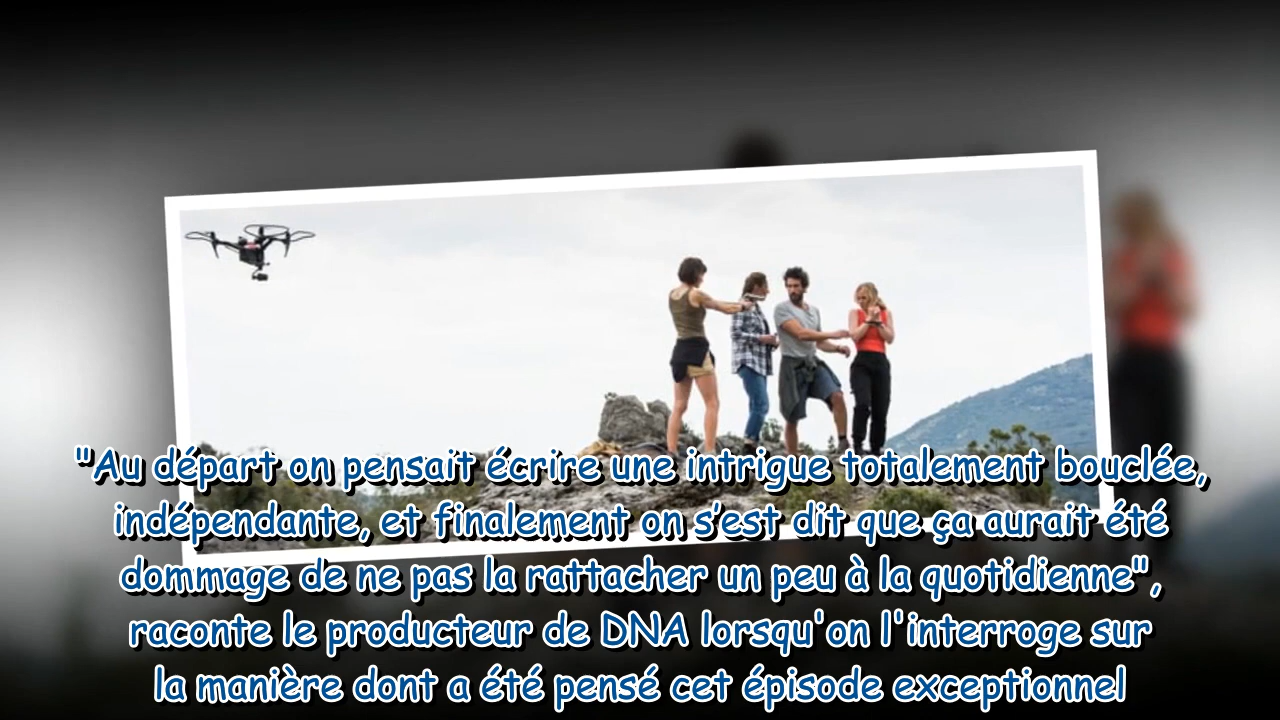 "Au départ on pensait écrire une intrigue totalement bouclée,
indépendante, et finalement on s’est dit que ça aurait été
dommage de ne pas la rattacher un peu à la quotidienne",
raconte le producteur de DNA lorsqu'on l'interroge sur
la manière dont a été pensé cet épisode exceptionnel